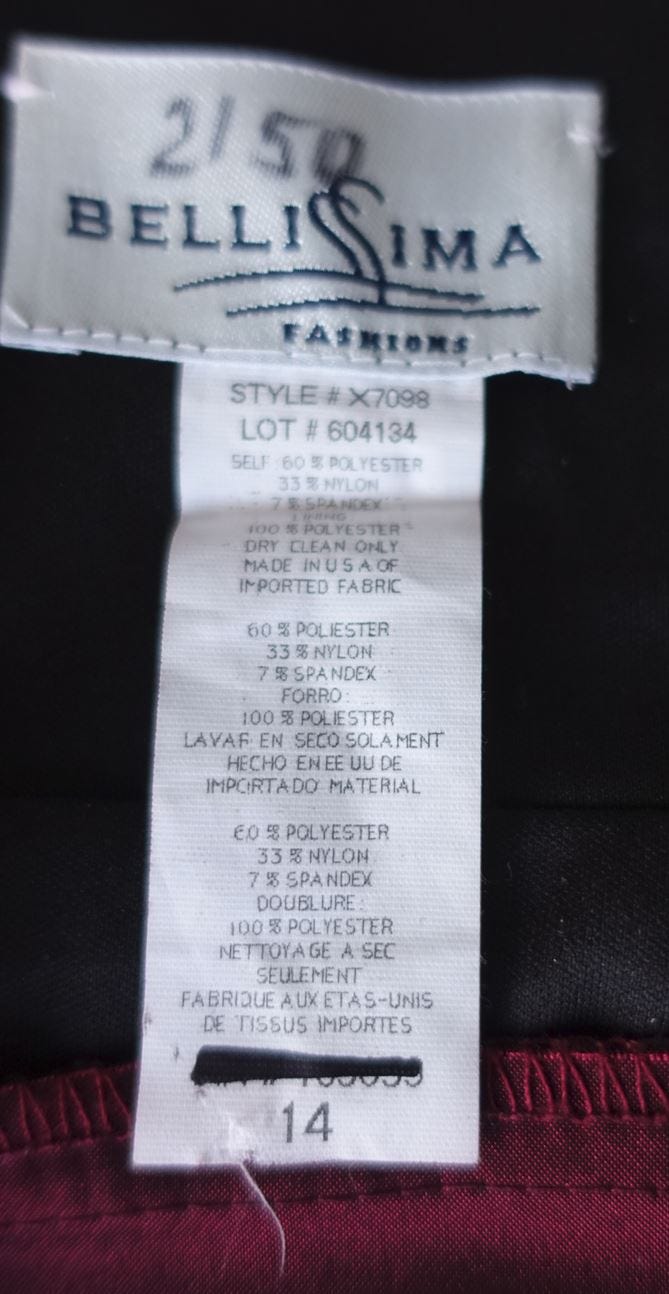 2150
BELLISSIMA
FASHIONS
STYLE # X7098
LOT # 604134
SELF: 60 % POLYESTER
33 % NYLON
7 % SPANDEX
LINING
100 % POLYESTER
DRY CLEAN ONLY
MADE IN U S A OF
IMPORTED FABRIC
60 % POLIESTER
33 % NYLON
7 % SPANDEX
FORRO:
100 % POLIESTER
LAVAR EN SECO SOLAMENT
HECHO EN EE UU DE
IMPORTADO MATERIAL
60 % POLYESTER
33 % NYLON
7 % SPANDEX
DOUBLURE:
100 % POLYESTER
NETTOYAGE A SEC
SEULEMENT
FABRIQUE AUX ETAS-UNIS
DE TISSUS IMPORTES
14